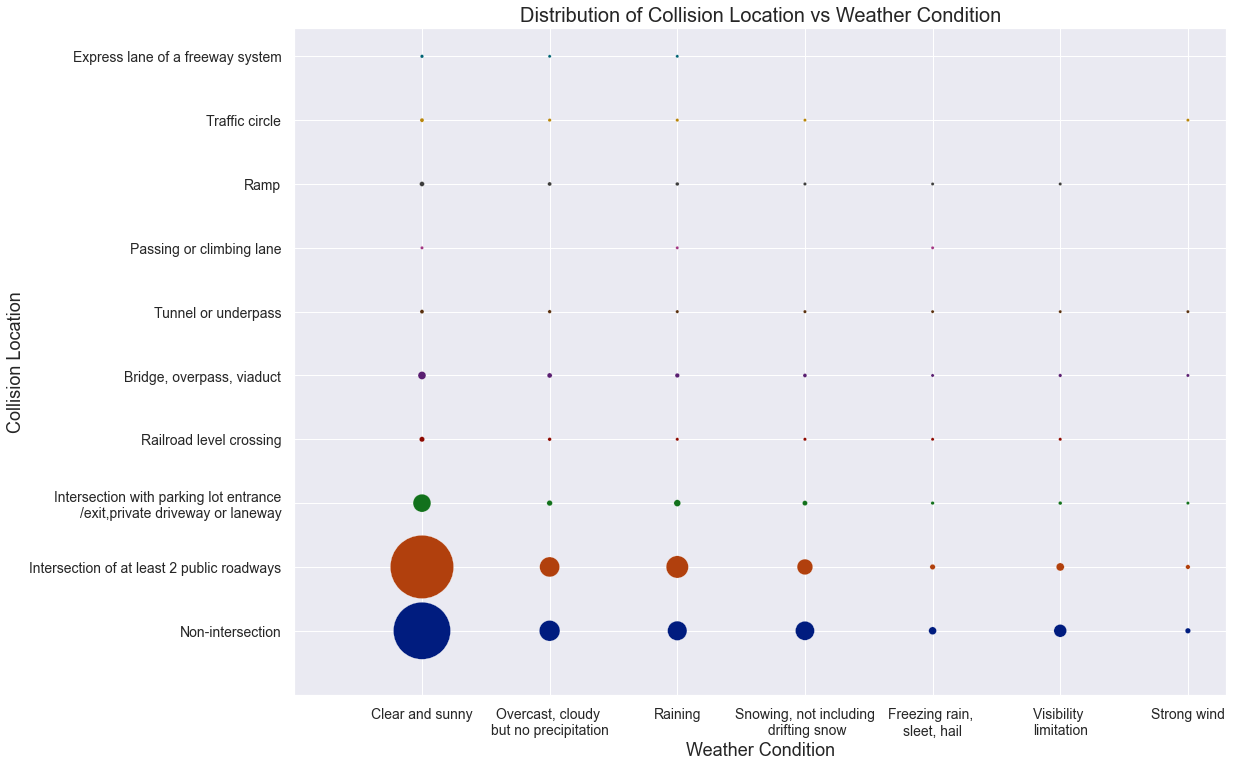 Distribution of Collision Location vs Weather Condition
Collision Location
Express lane of a freeway system
Traffic circle
Ramp
Passing or climbing lane
Tunnel or underpass
Bridge, overpass, viaduct
Railroad level crossing
Intersection with parking lot entrance
/exit,private driveway or laneway
Intersection of at least 2 public roadways
Non-intersection
Clear and sunny
Overcast, cloudy
but no precipitation
Raining
Snowing, not including
drifting snow
Freezing rain,
sleet, hail
Visibility
limitation
Strong wind
Weather Condition